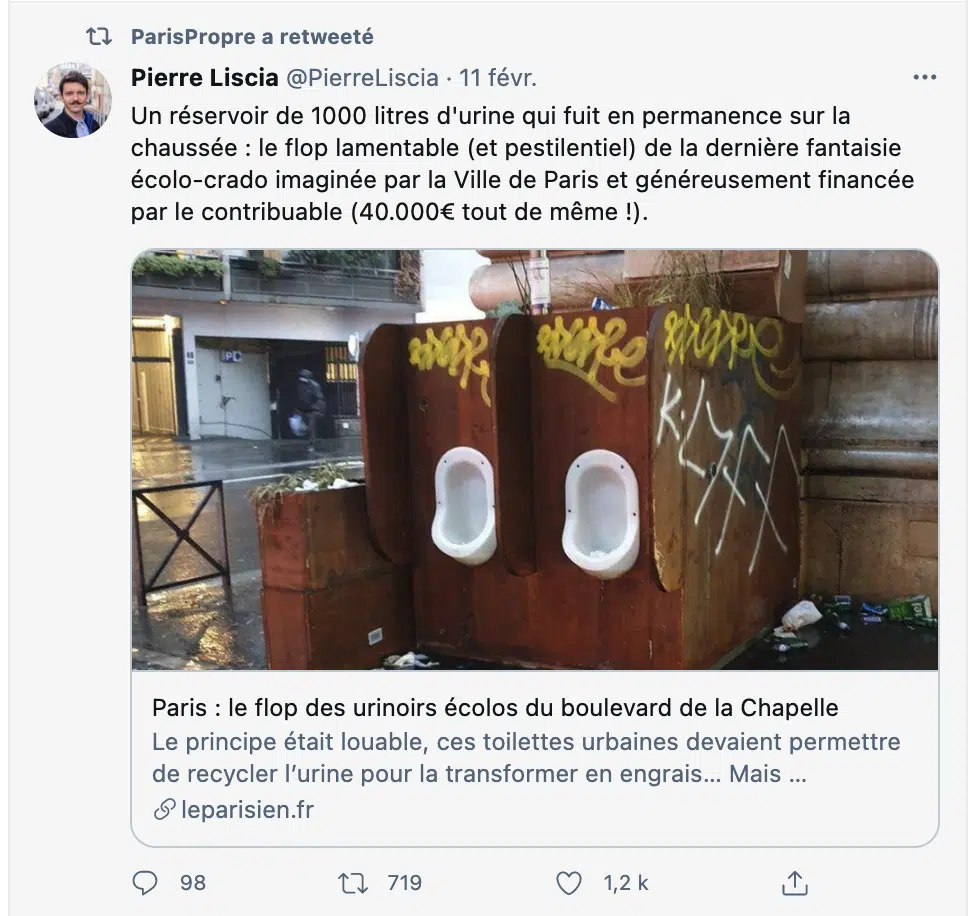 ParisPropre a retweeté
Pierre Liscia @PierreLiscia · 11 févr.
Un réservoir de 1000 litres d'urine qui fuit en permanence sur la
chaussée : le flop lamentable (et pestilentiel) de la dernière fantaisie
écolo-crado imaginée par la Ville de Paris et généreusement financée
par le contribuable (40.000€ tout de même !).
Paris : le flop des urinoirs écolos du boulevard de la Chapelle
Le principe était louable, ces toilettes urbaines devaient permettre
de recycler l’urine pour la transformer en engrais... Mais ...
leparisien.fr
98 719 1,2 k